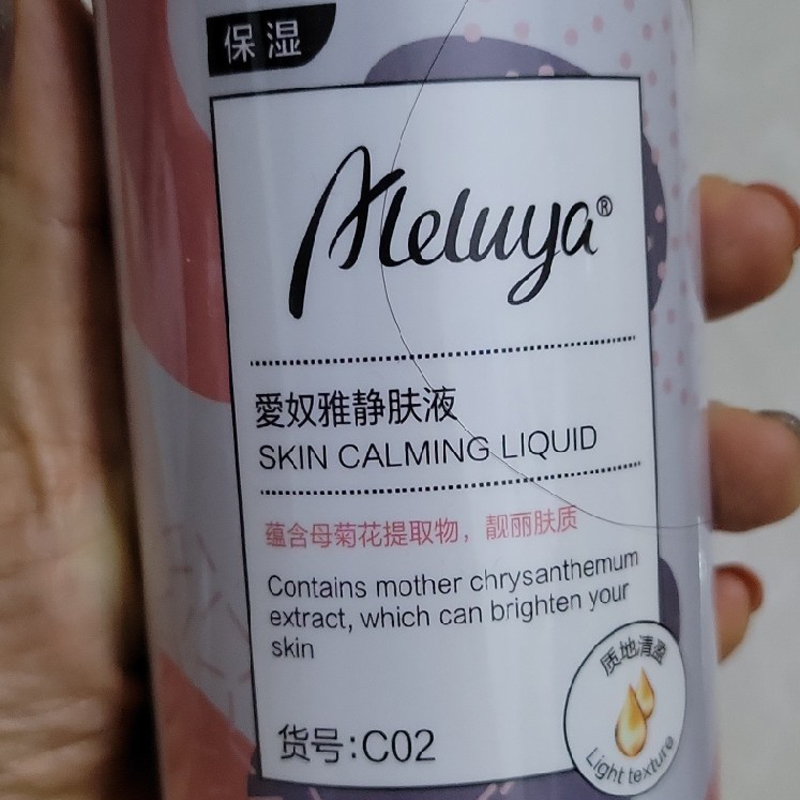 保湿
Aleluya®
愛奴雅静肤液
SKIN CALMING LIQUID
蕴含母菊花提取物，靓丽肤质
Contains mother chrysanthemum
extract, which can brighten your
skin
质地清盈
Light texture
货号:C02